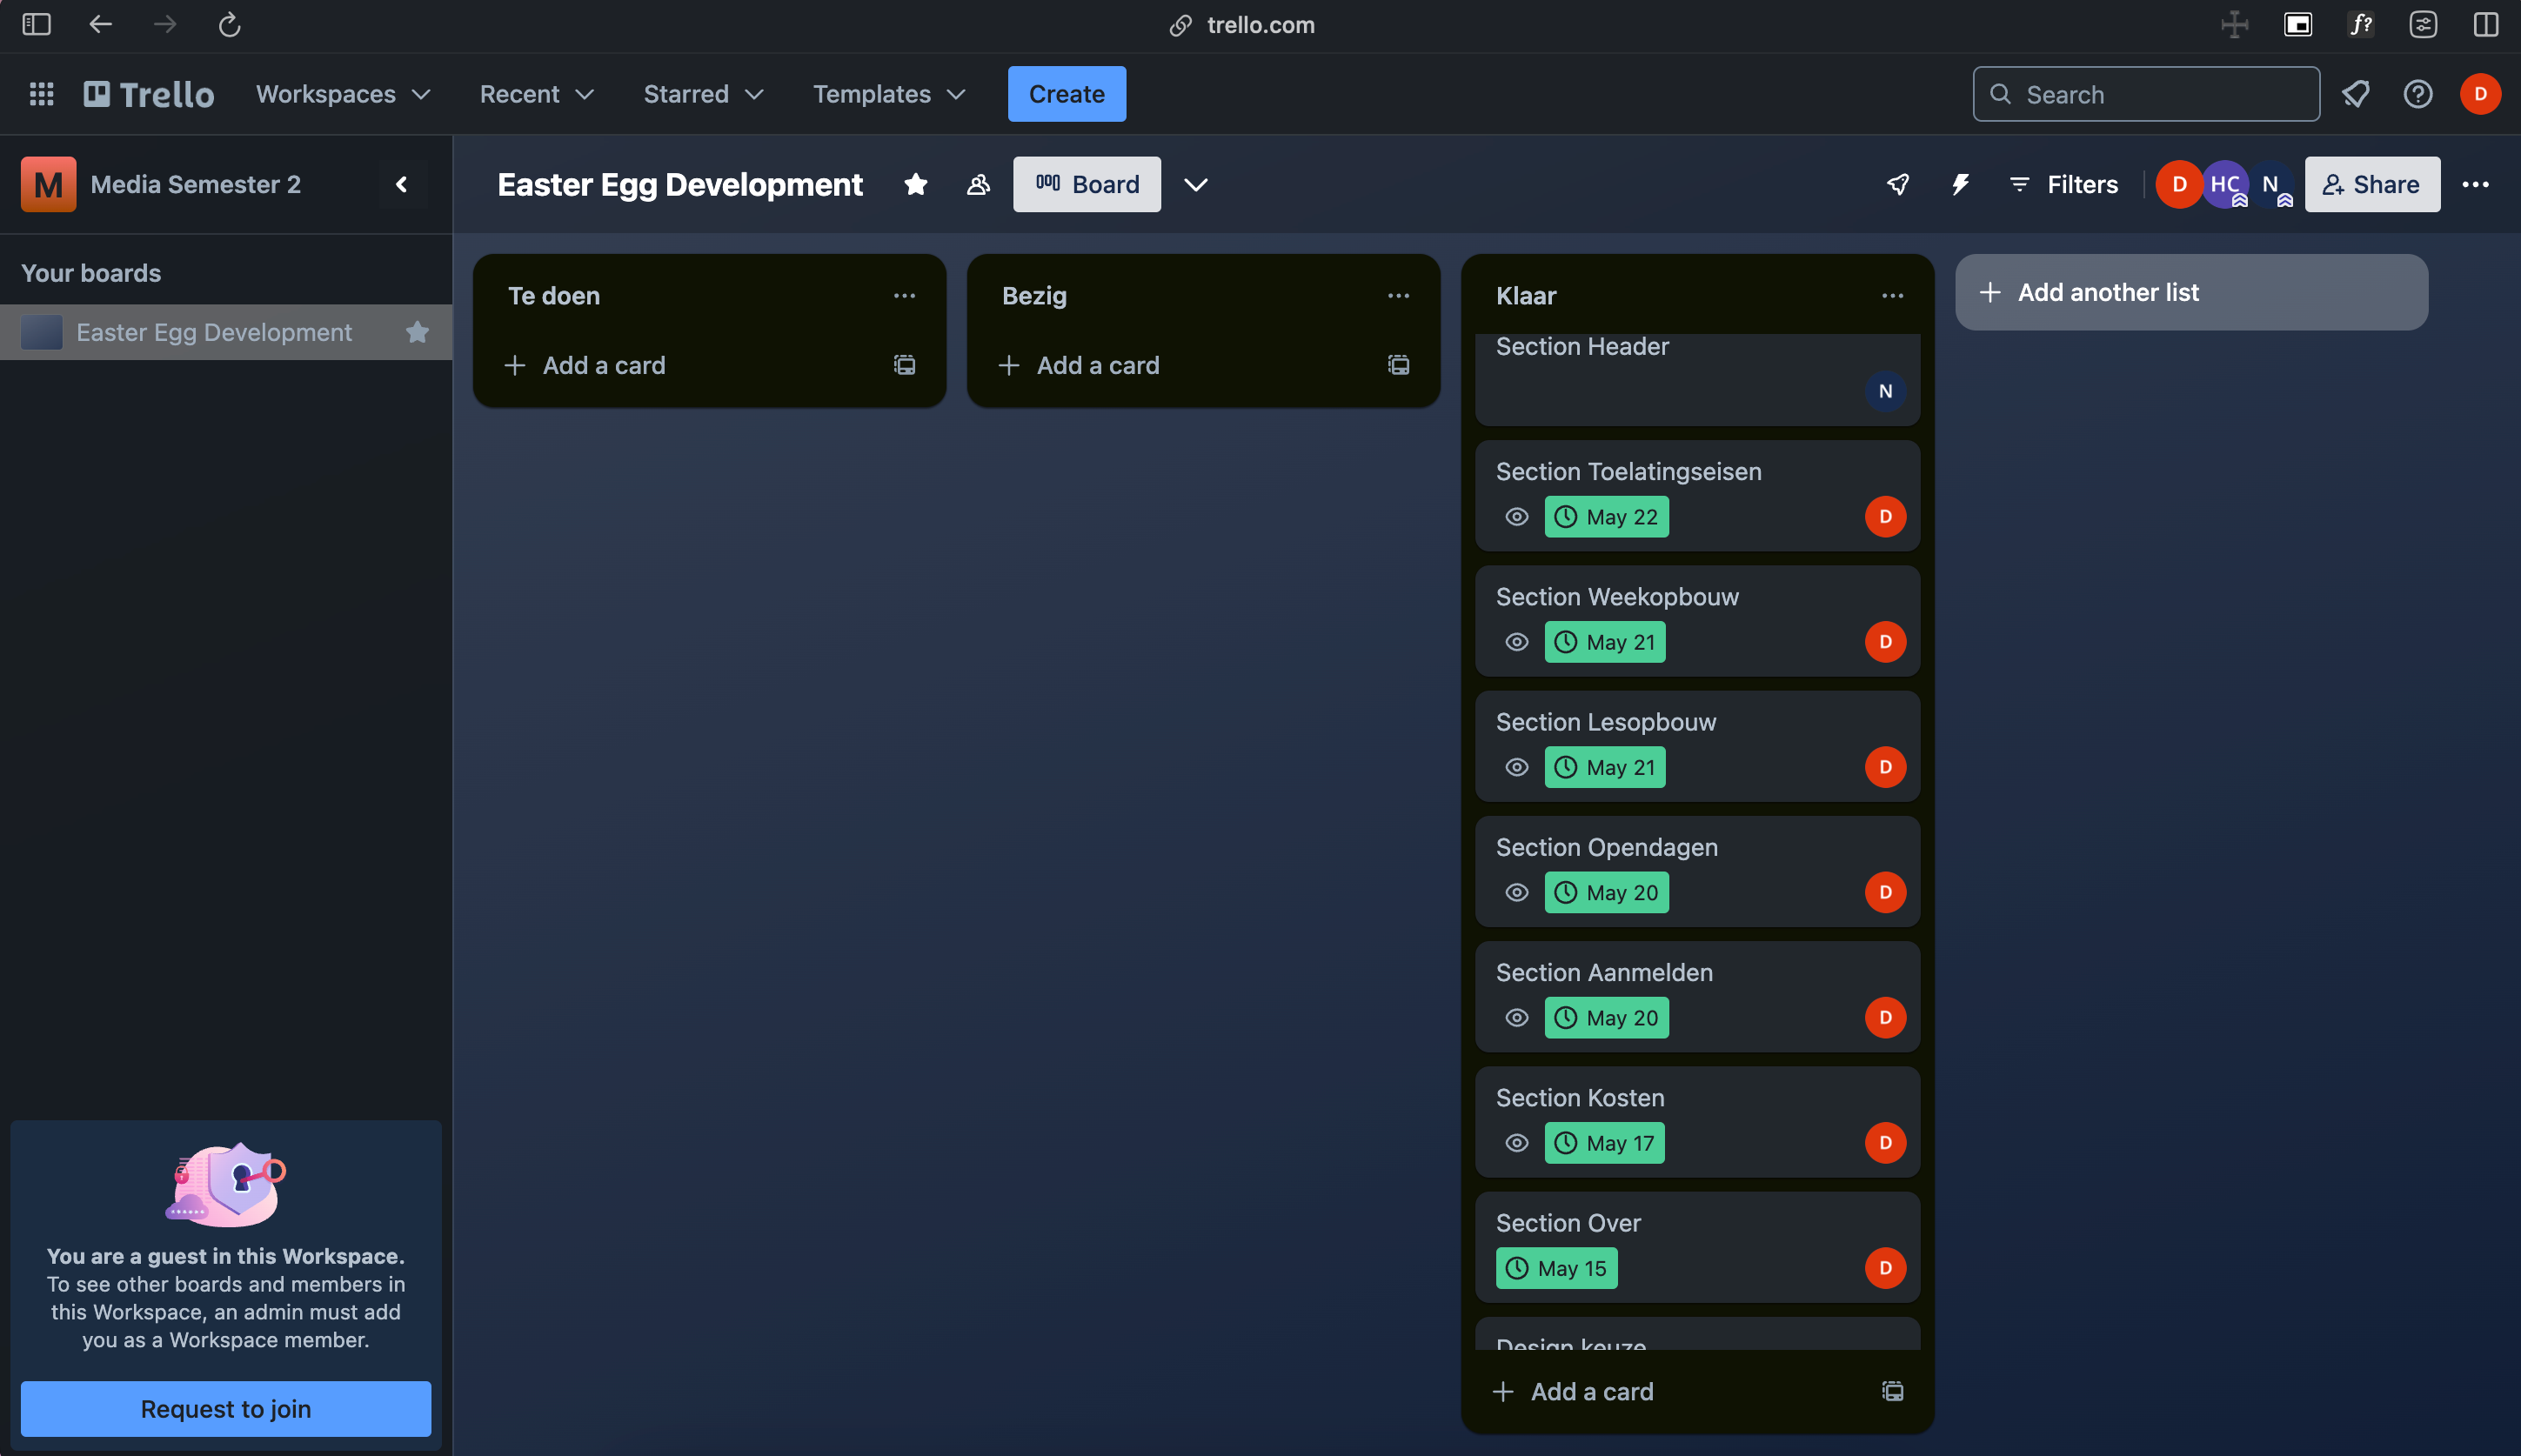 trello.com
f?
Trello
Workspaces
Recent
Starred
Templates
Create
Search
D
M
Media Semester 2
Your boards
Easter Egg Development
You are a guest in this Workspace.
To see other boards and members in
this Workspace, an admin must add
you as a Workspace member.
Request to join
Easter Egg Development
Board
Filters
D
HC
N
Share
Te doen
Add a card
Bezig
Add a card
Klaar
Section Header
N
Section Toelatingseisen
May 22
D
Section Weekopbouw
May 21
D
Section Lesopbouw
May 21
D
Section Opendagen
May 20
D
Section Aanmelden
May 20
D
Section Kosten
May 17
D
Section Over
May 15
D
Design keuze
Add a card
Add another list